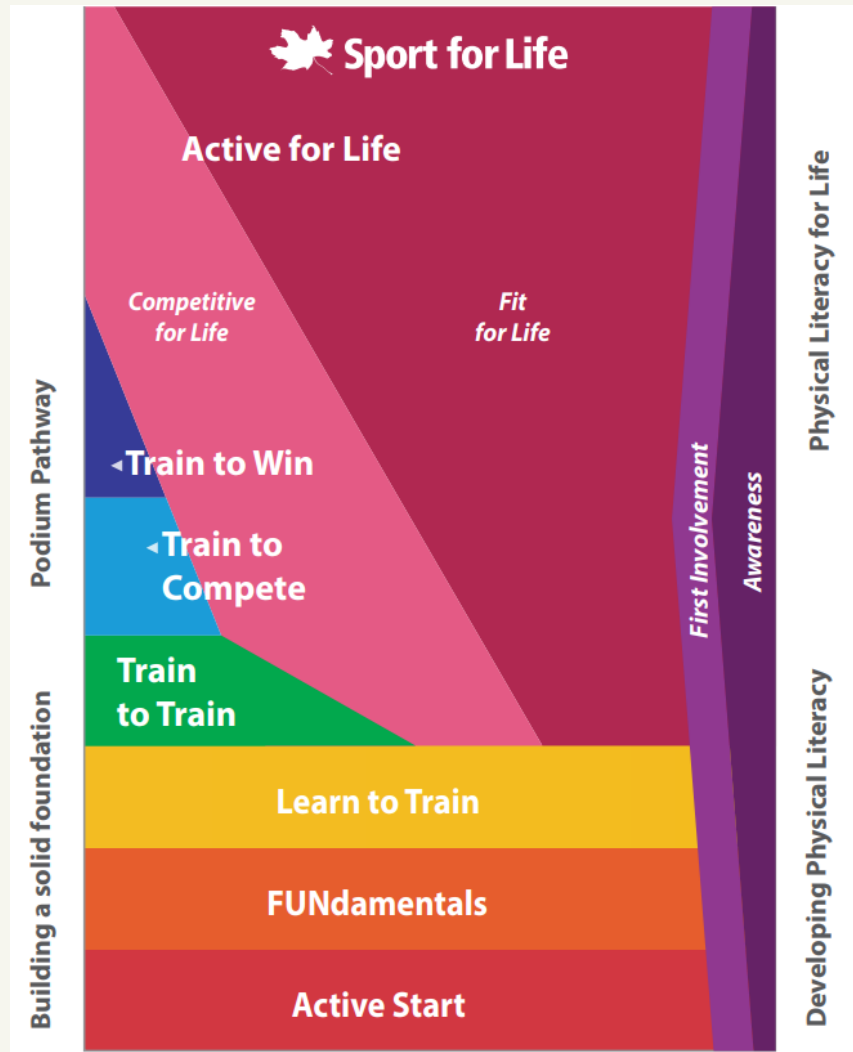 Sport for Life
Active for Life
Competitive
for Life
Fit
for Life
Train to Win
Train to
Compete
Train
to Train
Learn to Train
FUNdamentals
Active Start
First Involvement
Awareness
Podium Pathway
Building a solid foundation
Physical Literacy for Life
Developing Physical Literacy